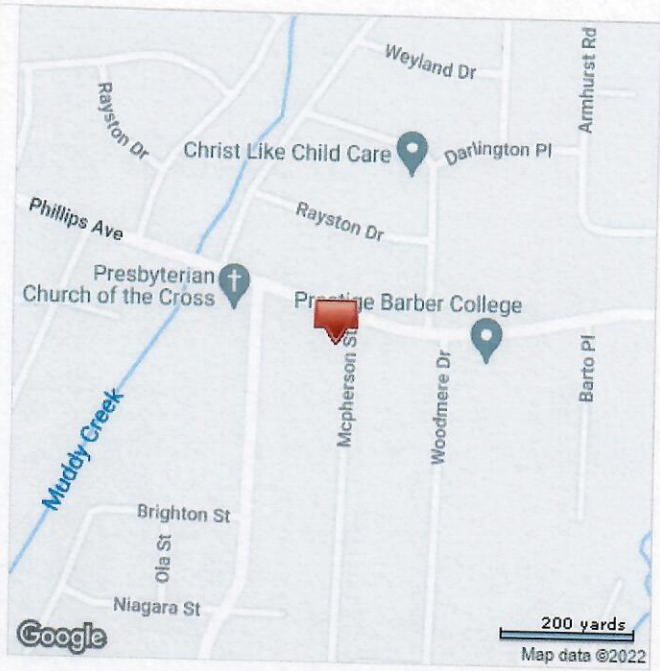 Weyland Dr
Armhurst Rd
Rayston Dr
Christ Like Child Care
Darlington Pl
Phillips Ave
Rayston Dr
Presbyterian
Church of the Cross
Prestige Barber College
Mcpherson St
Woodmere Dr
Barto Pl
Muddy Creek
Brighton St
Ola St
Niagara St
Google
200 yards
Map data ©2022